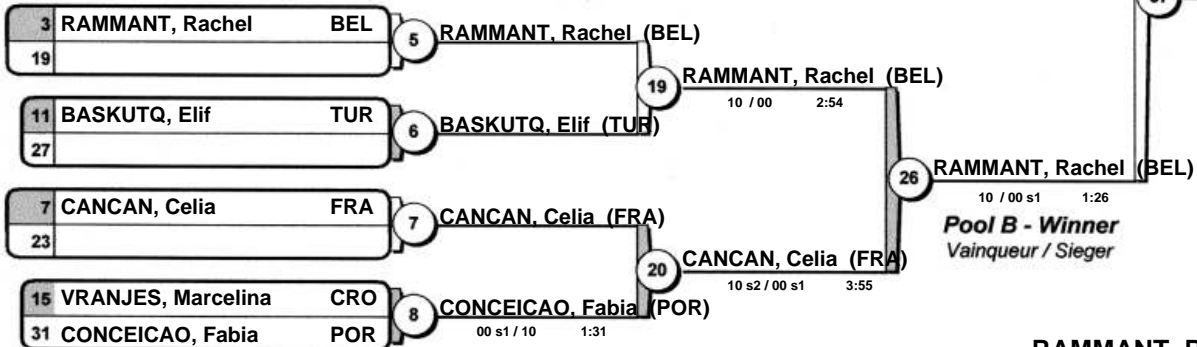 3 RAMMANT, Rachel BEL
19
5
RAMMANT, Rachel (BEL)
11 BASKUTQ, Elif TUR
27
6
BASKUTQ, Elif (TUR)
19
RAMMANT, Rachel (BEL)
10 / 00 2:54
7 CANCAN, Celia FRA
23
7
CANCAN, Celia (FRA)
15 VRANJES, Marcelina CRO
31 CONCEICAO, Fabia POR
8
CONCEICAO, Fabia (POR)
00 s1 / 10 1:31
20
CANCAN, Celia (FRA)
10 s2 / 00 s1 3:55
26
RAMMANT, Rachel (BEL)
10 / 00 s1 1:26
Pool B - Winner
Vainqueur / Sieger
RAMMANT,